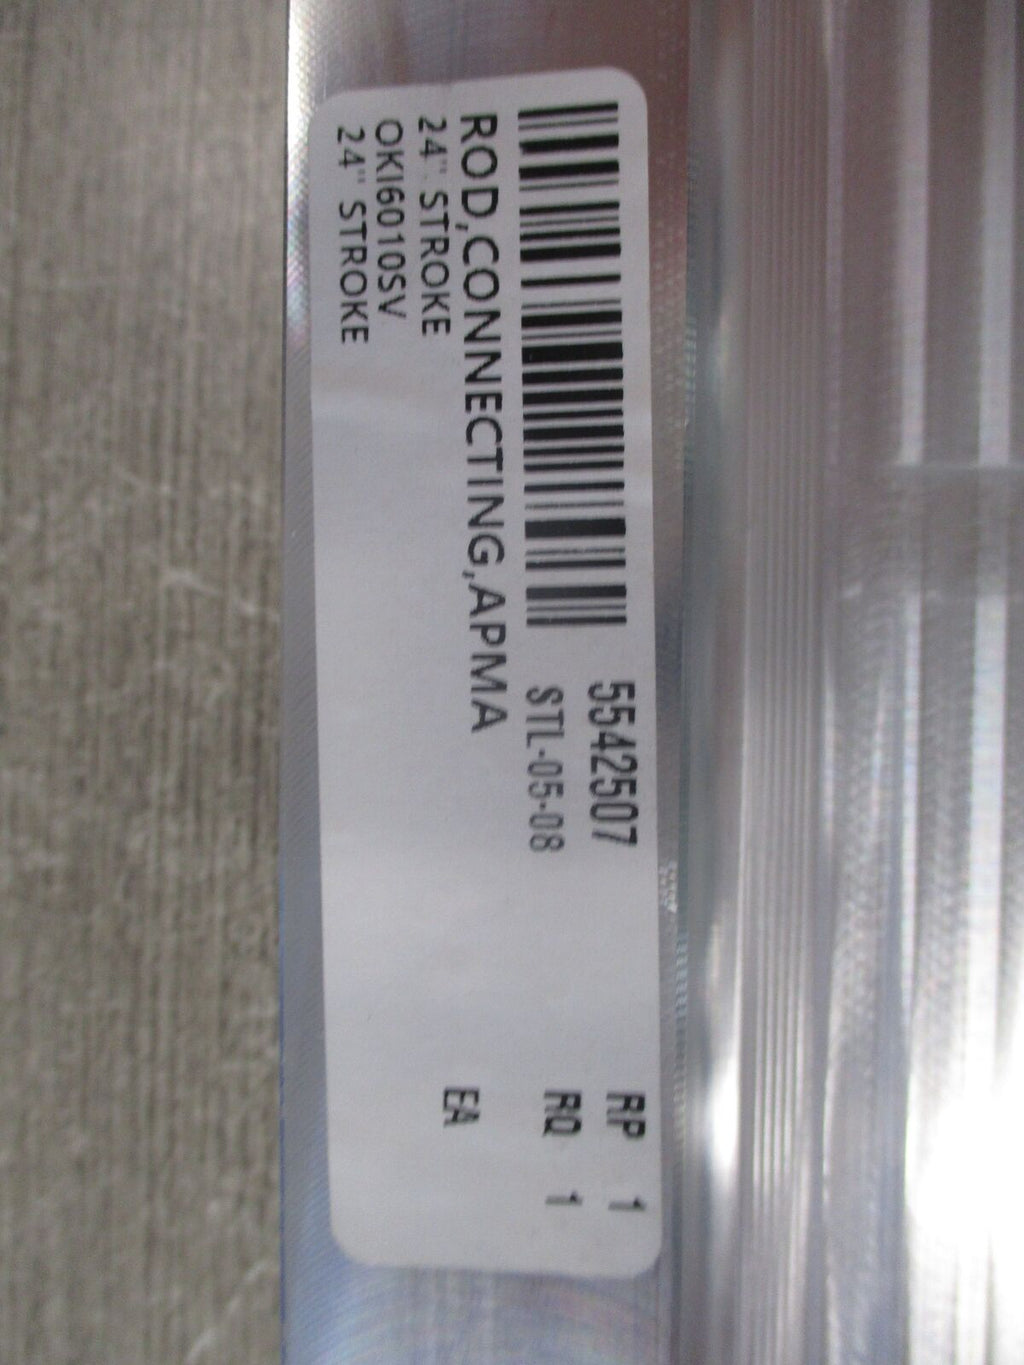 5542507 RP 1
STL-05-08 RQ 1
ROD,CONNECTING,APMA EA
24" STROKE
OKI6010SV
24" STROKE